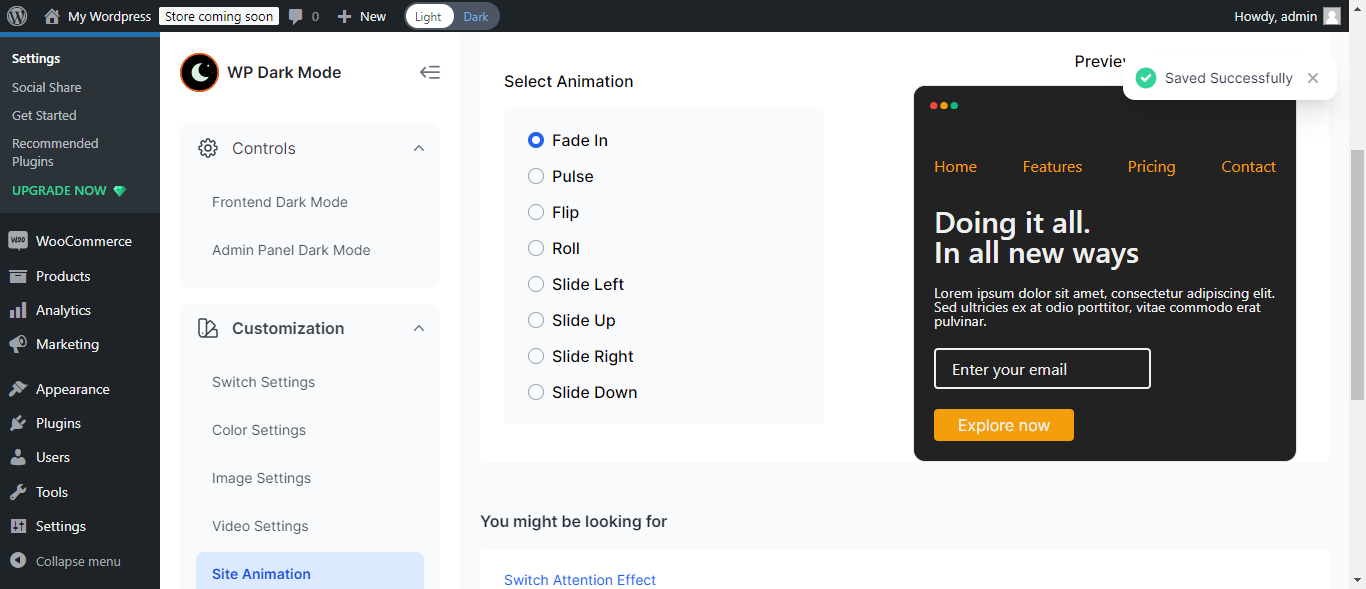 My Wordpress
Store coming soon
0
New
Light
Dark
Howdy, admin
Settings
Social Share
Get Started
Recommended
Plugins
UPGRADE NOW
WOO
WooCommerce
Products
Analytics
Marketing
Appearance
Plugins
Users
Tools
Settings
Collapse menu
WP Dark Mode
Controls
Frontend Dark Mode
Admin Panel Dark Mode
Customization
Switch Settings
Color Settings
Image Settings
Video Settings
Site Animation
Select Animation
Fade In
Pulse
Flip
Roll
Slide Left
Slide Up
Slide Right
Slide Down
Preview
Saved Successfully
Home
Features
Pricing
Contact
Doing it all.
In all new ways
Lorem ipsum dolor sit amet, consectetur adipiscing elit.
Sed ultricies ex at odio porttitor, vitae commodo erat
pulvinar.
Enter your email
Explore now
You might be looking for
Switch Attention Effect